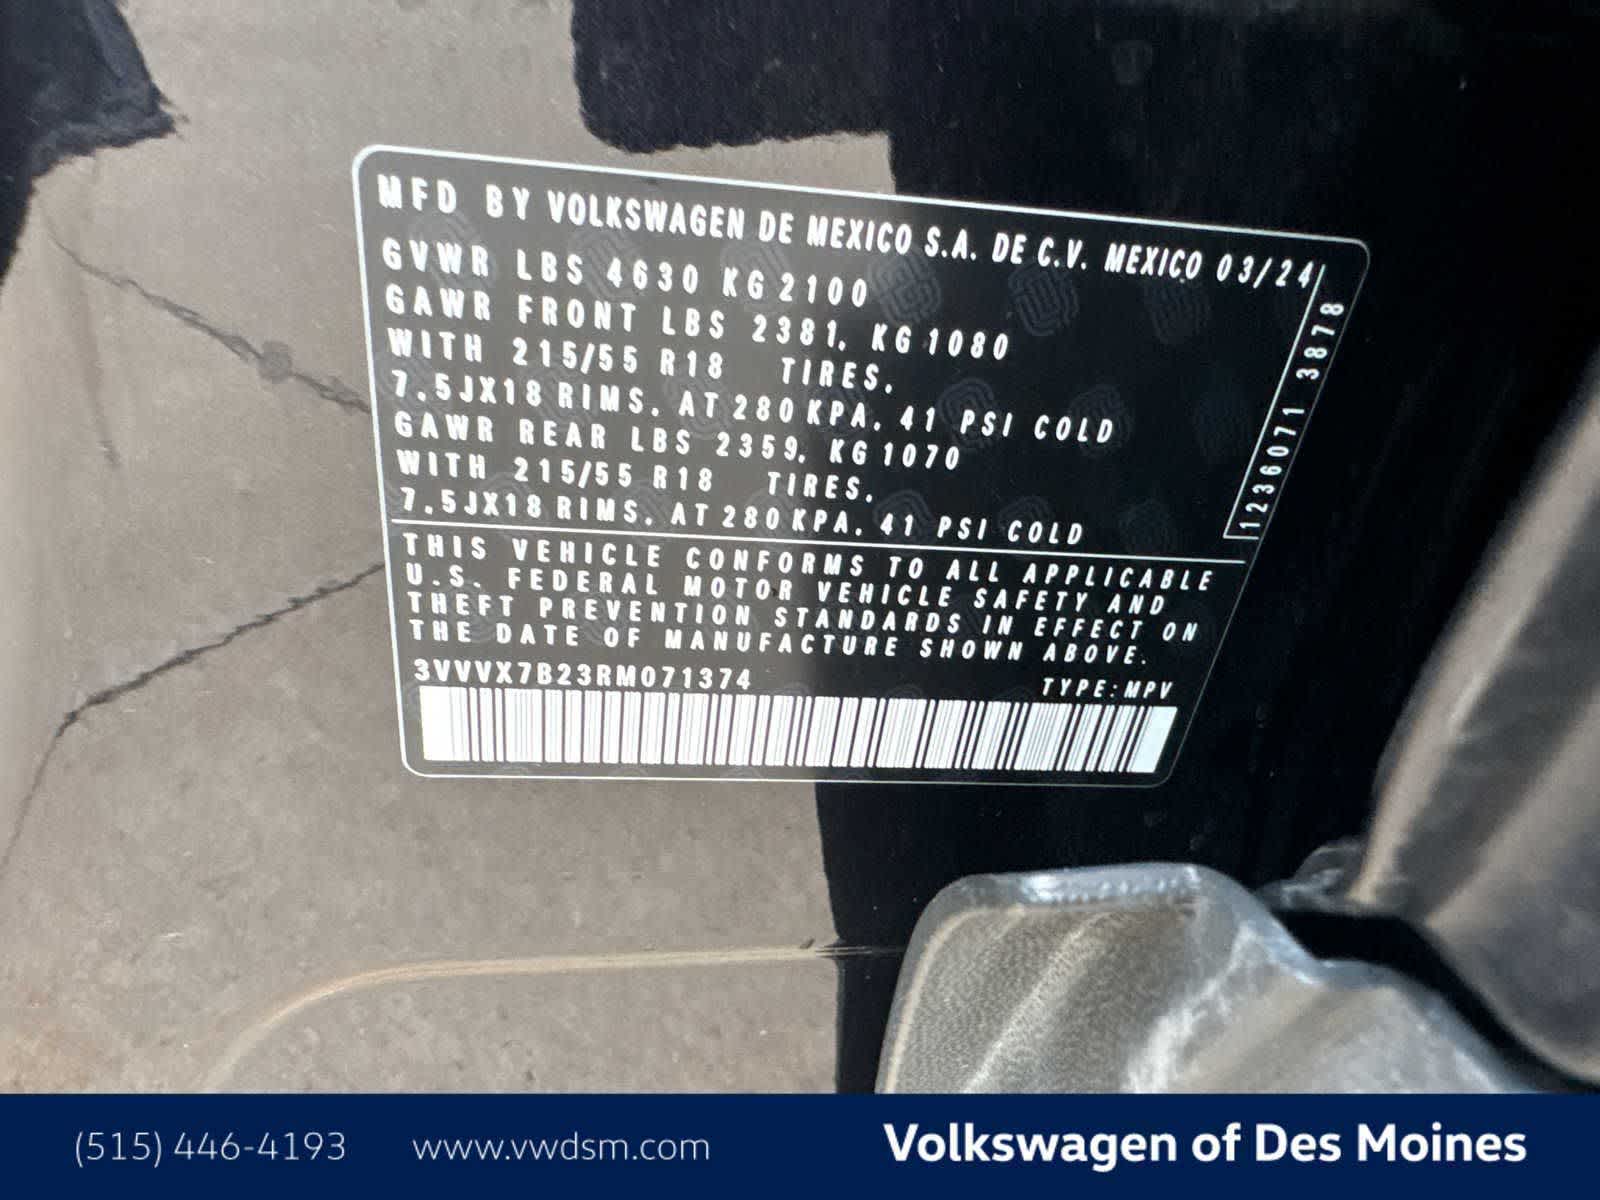 MFD BY VOLKSWAGEN DE MEXICO S.A. DE C.V. MEXICO 03/24
GVWR LBS 4630 KG 2100
GAWR FRONT LBS 2381. KG 1080
WITH 215/55 R18 TIRES.
7.5JX18 RIMS. AT 280 KPA. 41 PSI COLD
GAWR REAR LBS 2359. KG 1070
WITH 215/55 R18 TIRES.
7.5JX18 RIMS. AT 280 KPA. 41 PSI COLD
1236071 3878
THIS VEHICLE CONFORMS TO ALL APPLICABLE
U.S. FEDERAL MOTOR VEHICLE SAFETY AND
THEFT PREVENTION STANDARDS IN EFFECT ON
THE DATE OF MANUFACTURE SHOWN ABOVE.
3VVVX7B23RM071374 TYPE: MPV
(515) 446-4193 www.vwdsm.com Volkswagen of Des Moines